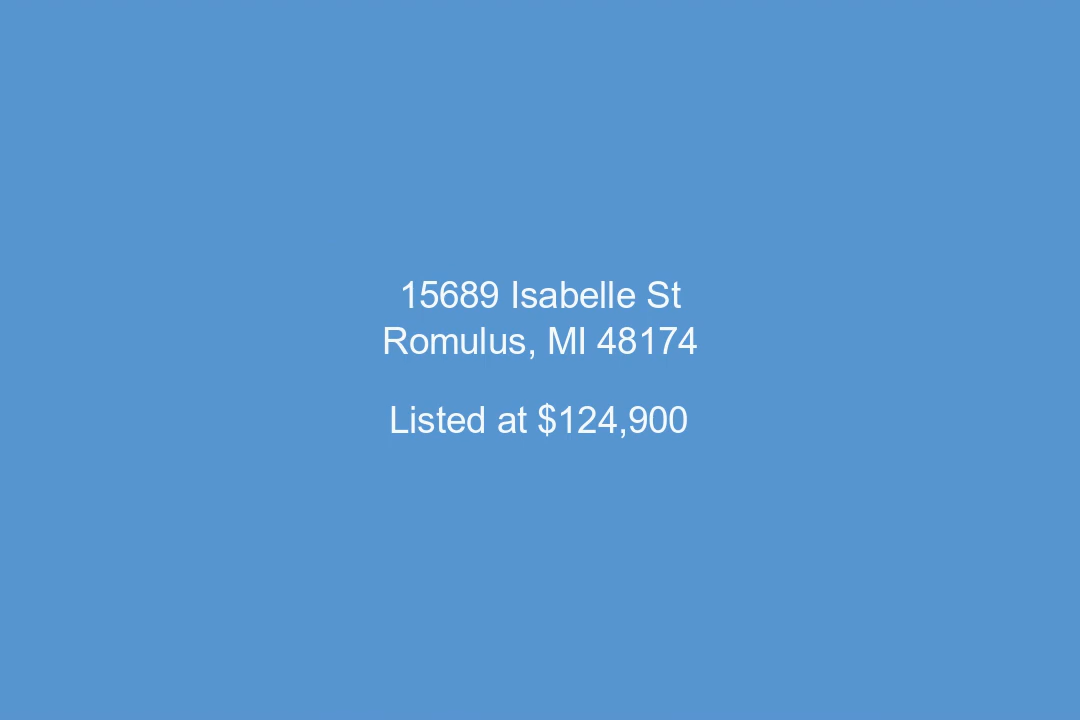 15689 Isabelle St
Romulus, MI 48174
Listed at $124,900